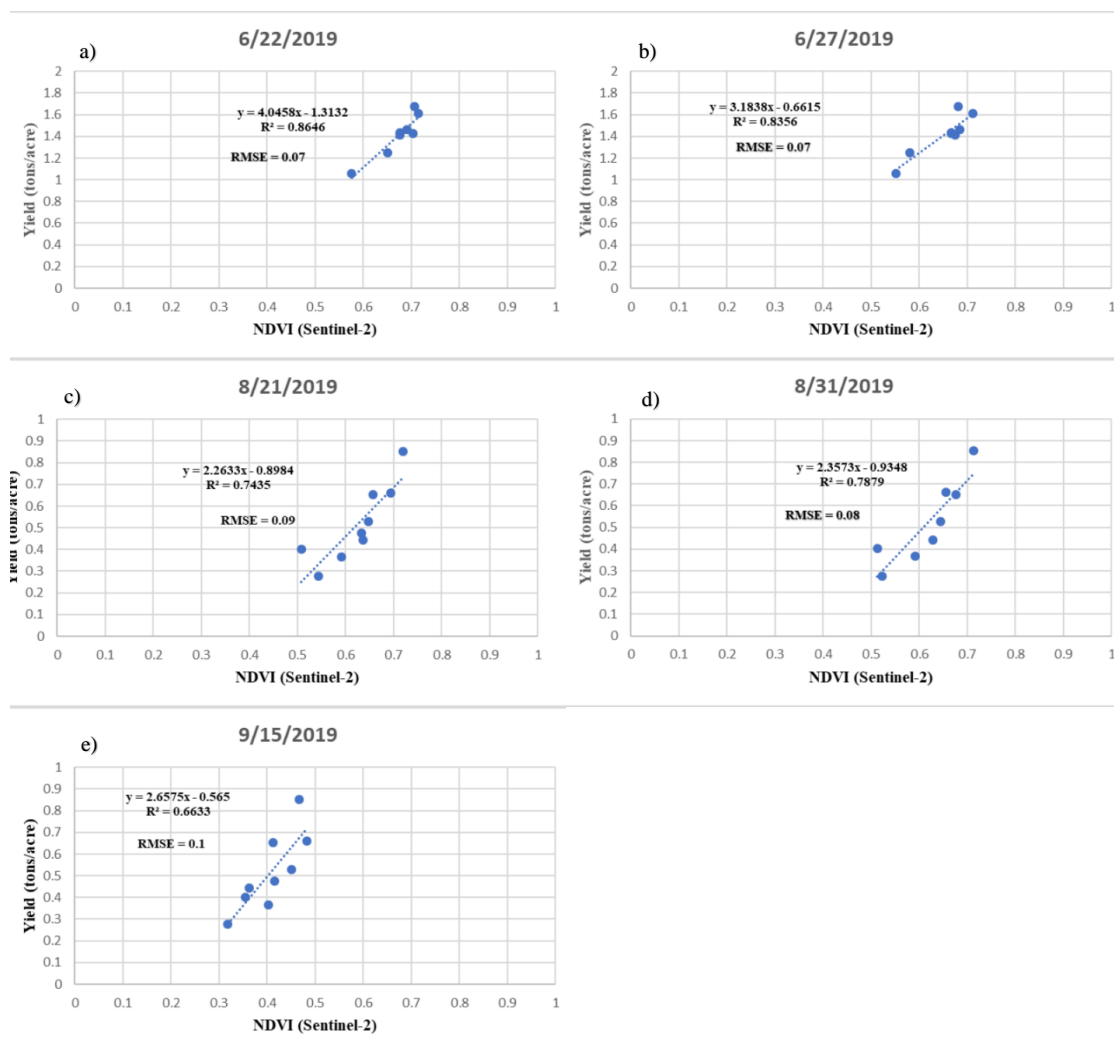 a)
6/22/2019
y = 4.0458x - 1.3132
R² = 0.8646
RMSE = 0.07
Yield (tons/acre)
2
1.8
1.6
1.4
1.2
1
0.8
0.6
0.4
0.2
0
0 0.1 0.2 0.3 0.4 0.5 0.6 0.7 0.8 0.9 1
NDVI (Sentinel-2)
b)
6/27/2019
y = 3.1838x - 0.6615
R² = 0.8356
RMSE = 0.07
Yield (tons/acre)
2
1.8
1.6
1.4
1.2
1
0.8
0.6
0.4
0.2
0
0 0.1 0.2 0.3 0.4 0.5 0.6 0.7 0.8 0.9 1
NDVI (Sentinel-2)
c)
8/21/2019
y = 2.2633x - 0.8984
R² = 0.7435
RMSE = 0.09
Yield (tons/acre)
1
0.9
0.8
0.7
0.6
0.5
0.4
0.3
0.2
0.1
0
0 0.1 0.2 0.3 0.4 0.5 0.6 0.7 0.8 0.9 1
NDVI (Sentinel-2)
d)
8/31/2019
y = 2.3573x - 0.9348
R² = 0.7879
RMSE = 0.08
Yield (tons/acre)
1
0.9
0.8
0.7
0.6
0.5
0.4
0.3
0.2
0.1
0
0 0.1 0.2 0.3 0.4 0.5 0.6 0.7 0.8 0.9 1
NDVI (Sentinel-2)
e)
9/15/2019
y = 2.6575x - 0.565
R² = 0.6633
RMSE = 0.1
Yield (tons/acre)
1
0.9
0.8
0.7
0.6
0.5
0.4
0.3
0.2
0.1
0
0 0.1 0.2 0.3 0.4 0.5 0.6 0.7 0.8 0.9 1
NDVI (Sentinel-2)